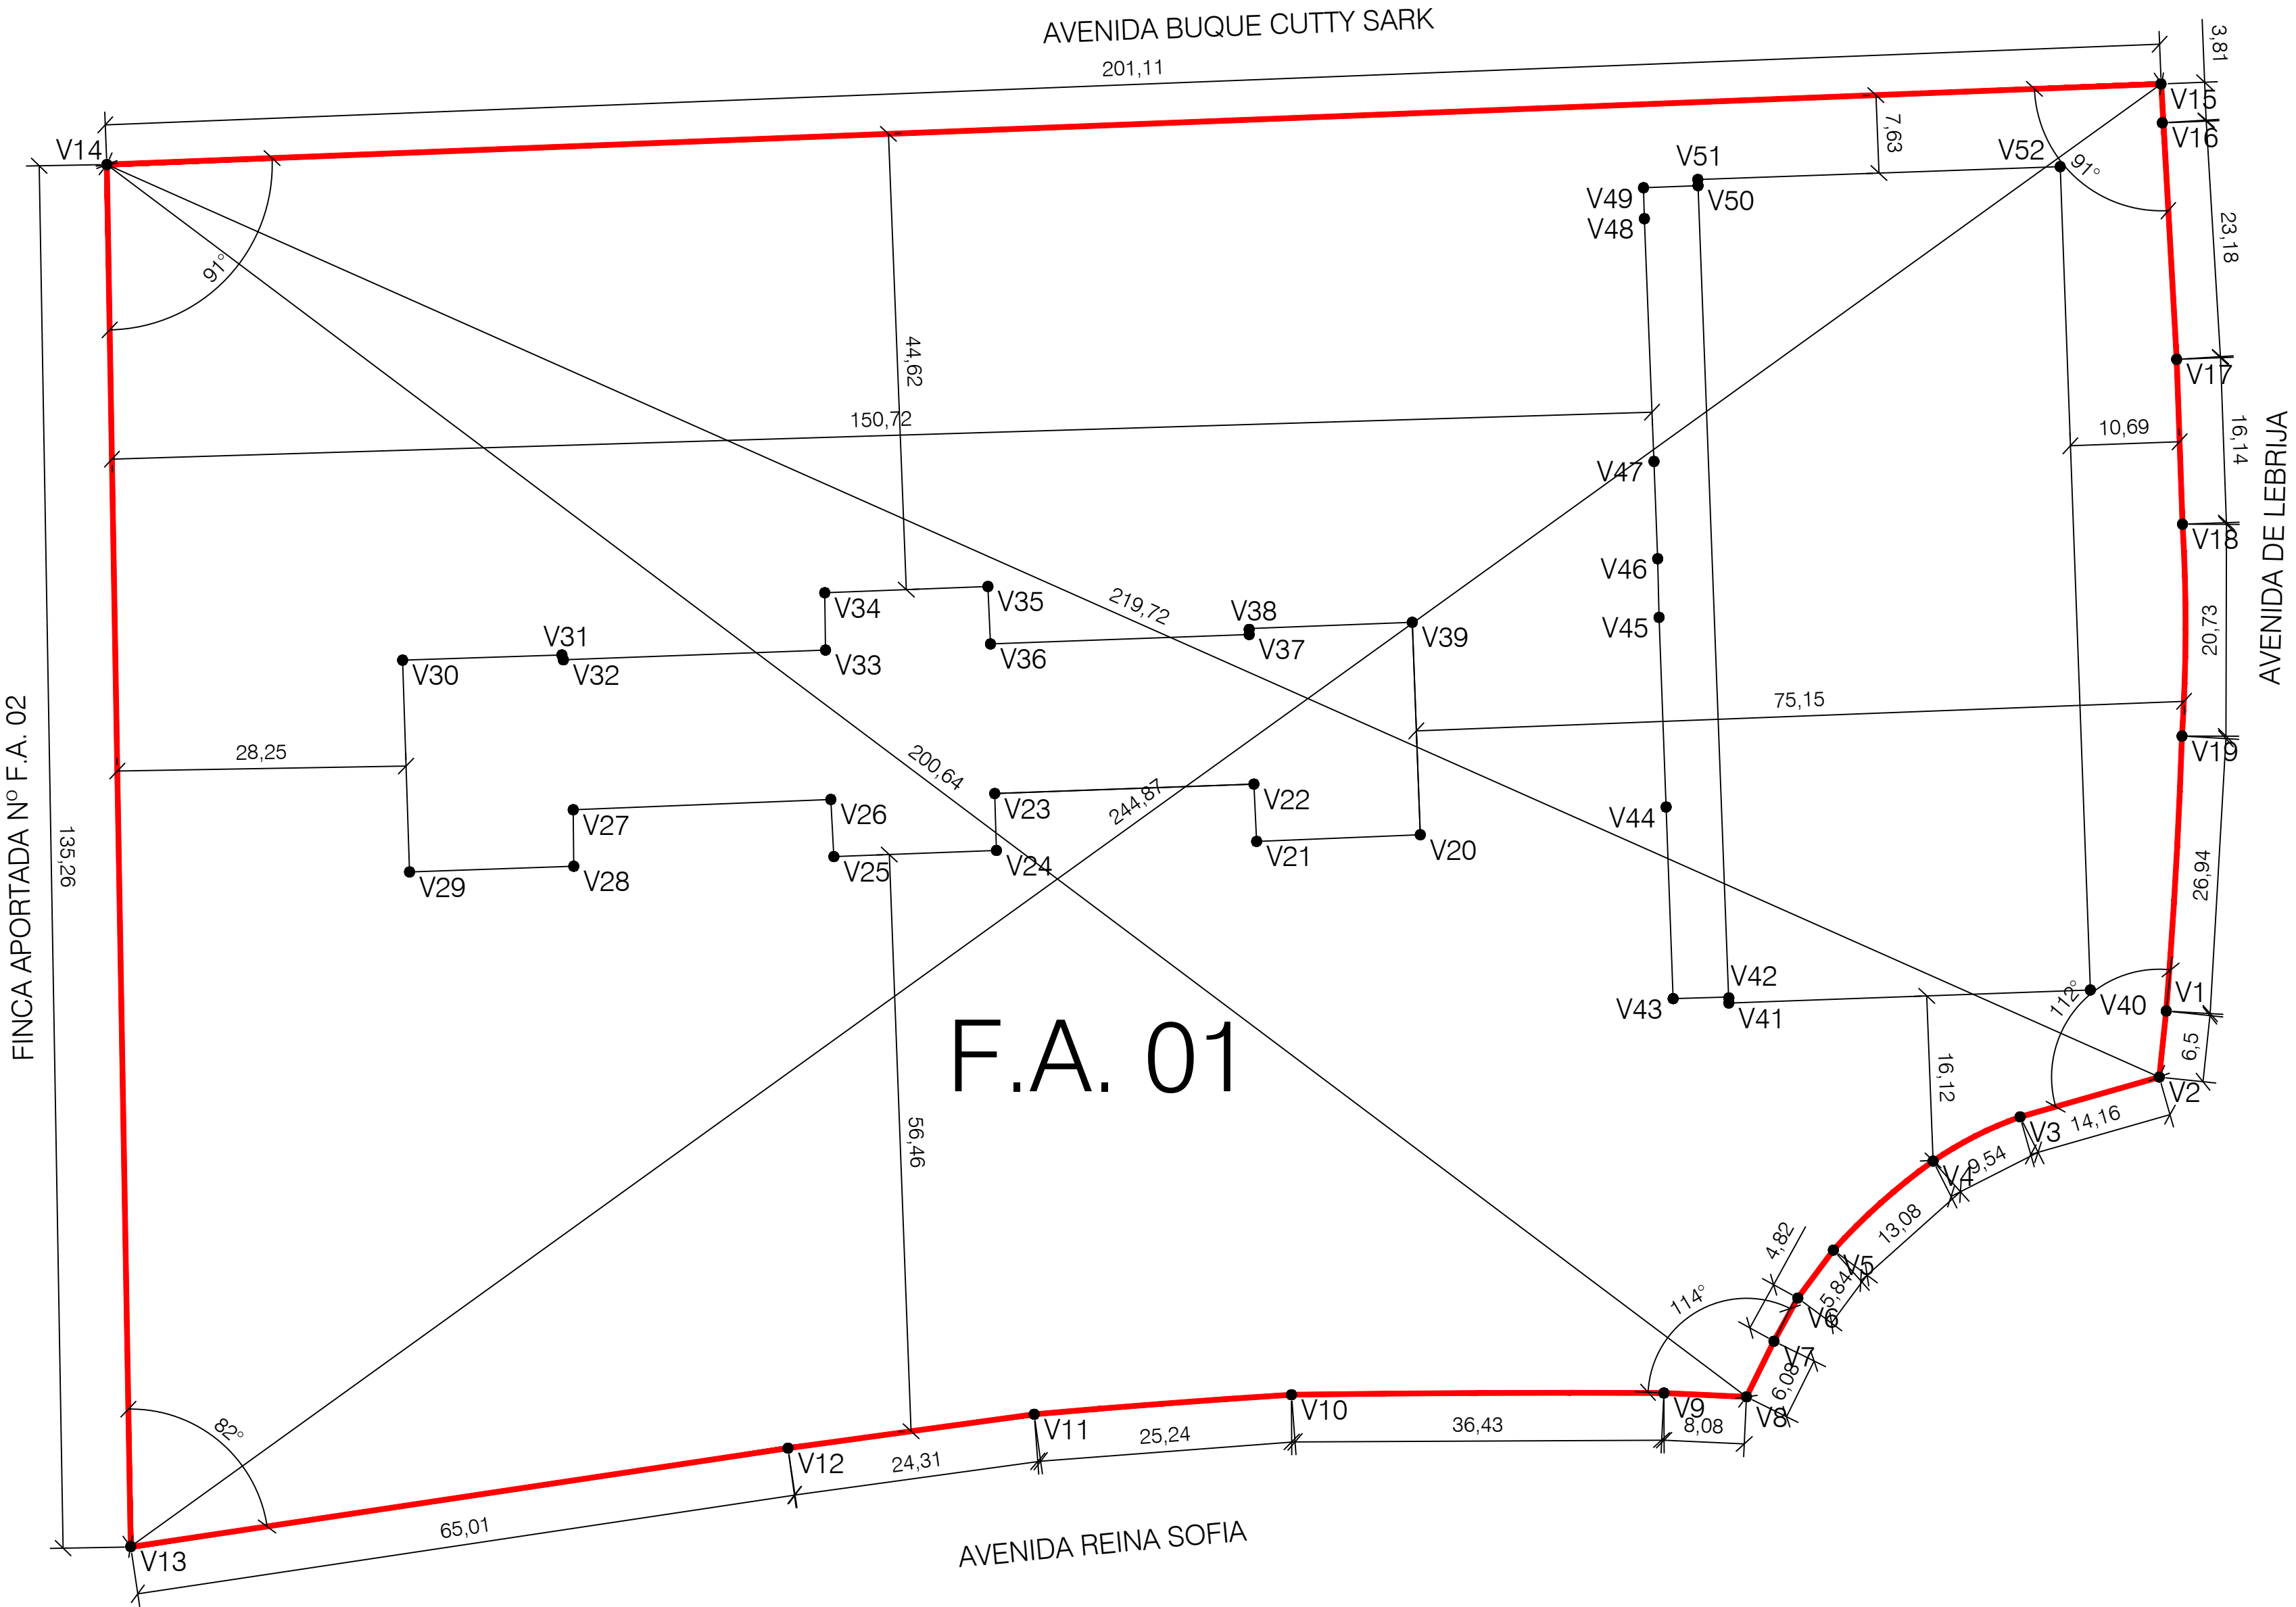 AVENIDA BUQUE CUTTY SARK
201,11
3,81
V14
V15
V16
7,63
V51
V52
91°
V49
V50
V48
23,18
91°
44,62
V17
150,72
10,69
16,14
AVENIDA DE LEBRIJA
V47
V18
V46
V34
V35
219,72
V38
V45
20,73
V31
V39
V37
V33
V36
V30
V32
75,15
28,25
V19
200,64
244,87
V23
V22
V44
V27
V26
FINCA APORTADA Nº F.A. 02
135,26
V24
V21
V20
V25
V28
V29
26,94
V42
V1
112°
V43
V41
V40
F.A. 01
6,5
16,12
V2
56,46
14,16
V3
9,54
V4
13,08
4,82
V5
5,84
114°
V6
V7
6,08
V10
V9
V8
V11
36,43
8,08
82°
25,24
V12
24,31
65,01
AVENIDA REINA SOFIA
V13